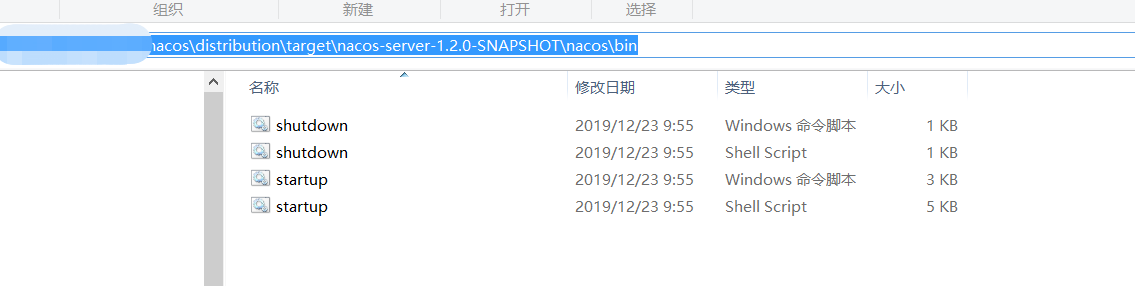 组织 新建 打开 选择
nacos\distribution\target\nacos-server-1.2.0-SNAPSHOT\nacos\bin
名称 修改日期 类型 大小
shutdown 2019/12/23 9:55 Windows 命令脚本 1 KB
shutdown 2019/12/23 9:55 Shell Script 1 KB
startup 2019/12/23 9:55 Windows 命令脚本 3 KB
startup 2019/12/23 9:55 Shell Script 5 KB